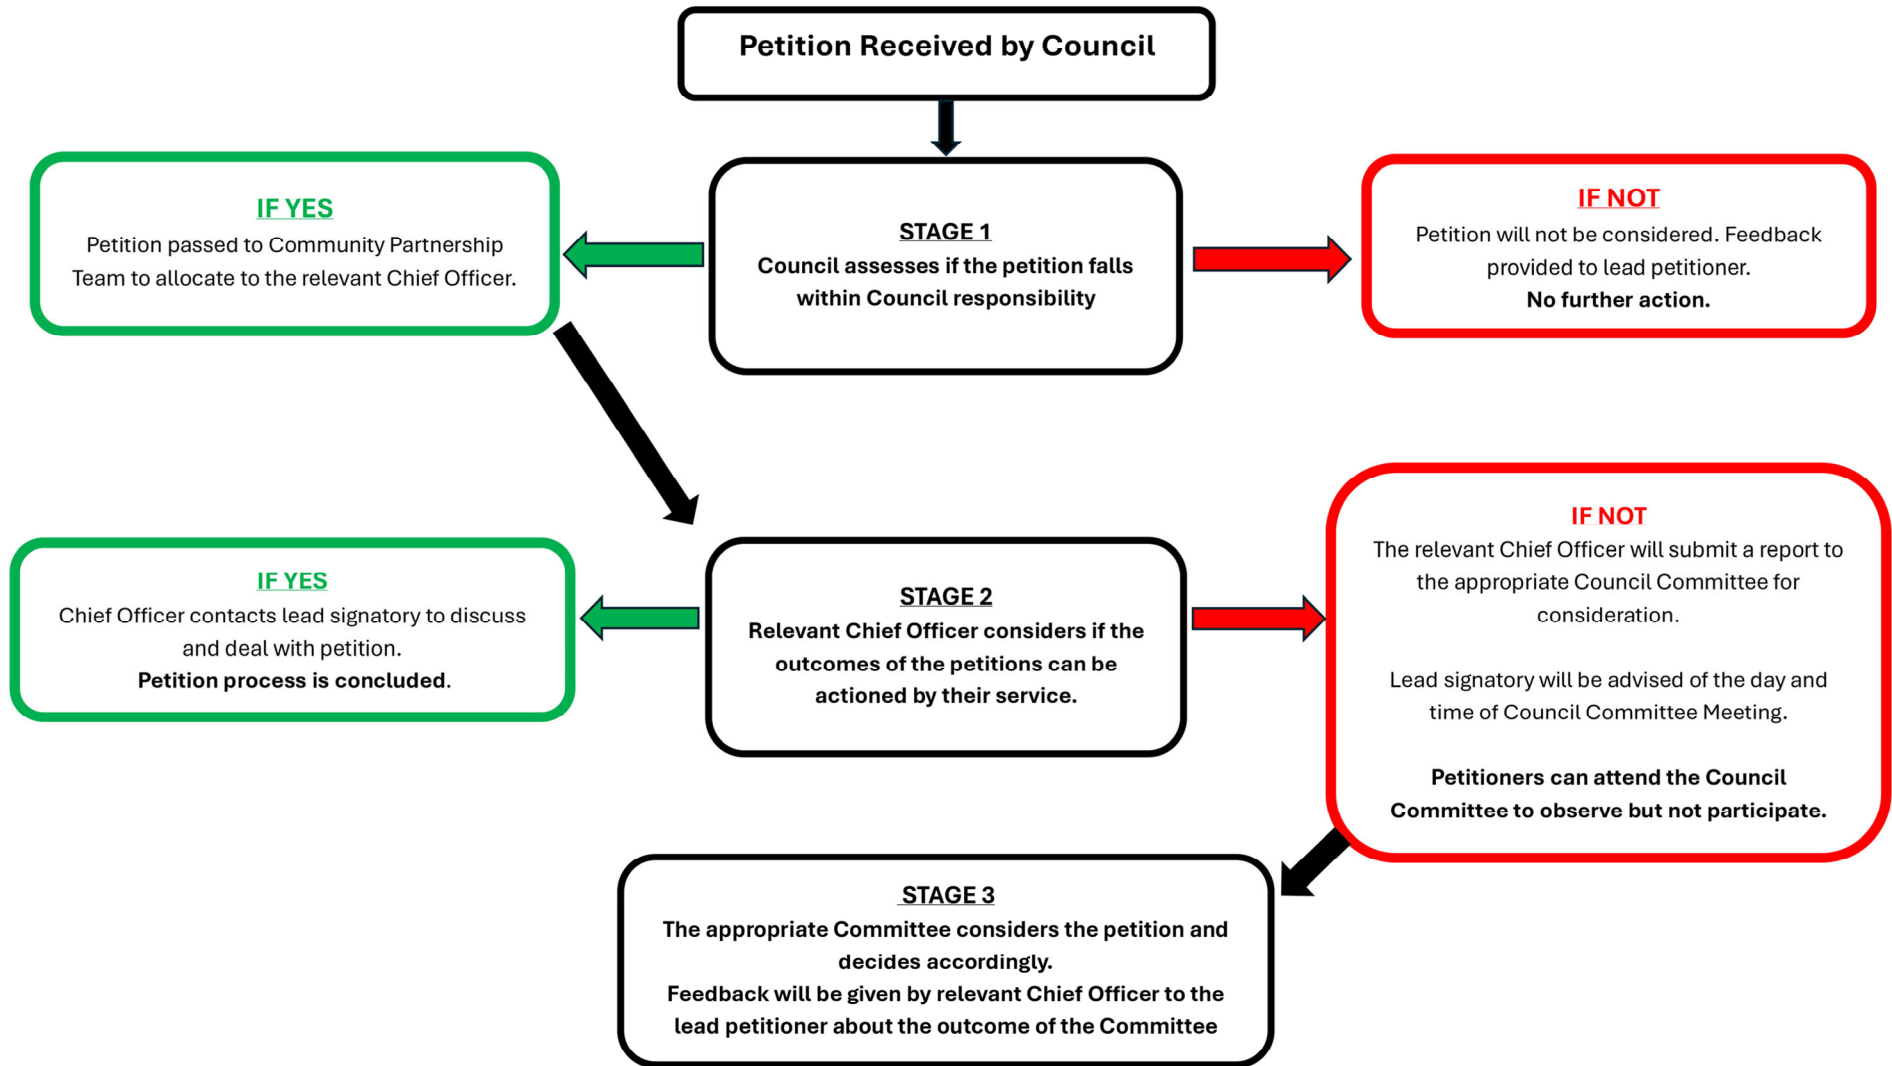 Petition Received by Council
IF YES
Petition passed to Community Partnership
Team to allocate to the relevant Chief Officer.
STAGE 1
Council assesses if the petition falls
within Council responsibility
IF NOT
Petition will not be considered. Feedback
provided to lead petitioner.
No further action.
IF YES
Chief Officer contacts lead signatory to discuss
and deal with petition.
Petition process is concluded.
STAGE 2
Relevant Chief Officer considers if the
outcomes of the petitions can be
actioned by their service.
IF NOT
The relevant Chief Officer will submit a report to
the appropriate Council Committee for
consideration.
Lead signatory will be advised of the day and
time of Council Committee Meeting.
Petitioners can attend the Council
Committee to observe but not participate.
STAGE 3
The appropriate Committee considers the petition and
decides accordingly.
Feedback will be given by relevant Chief Officer to the
lead petitioner about the outcome of the Committee